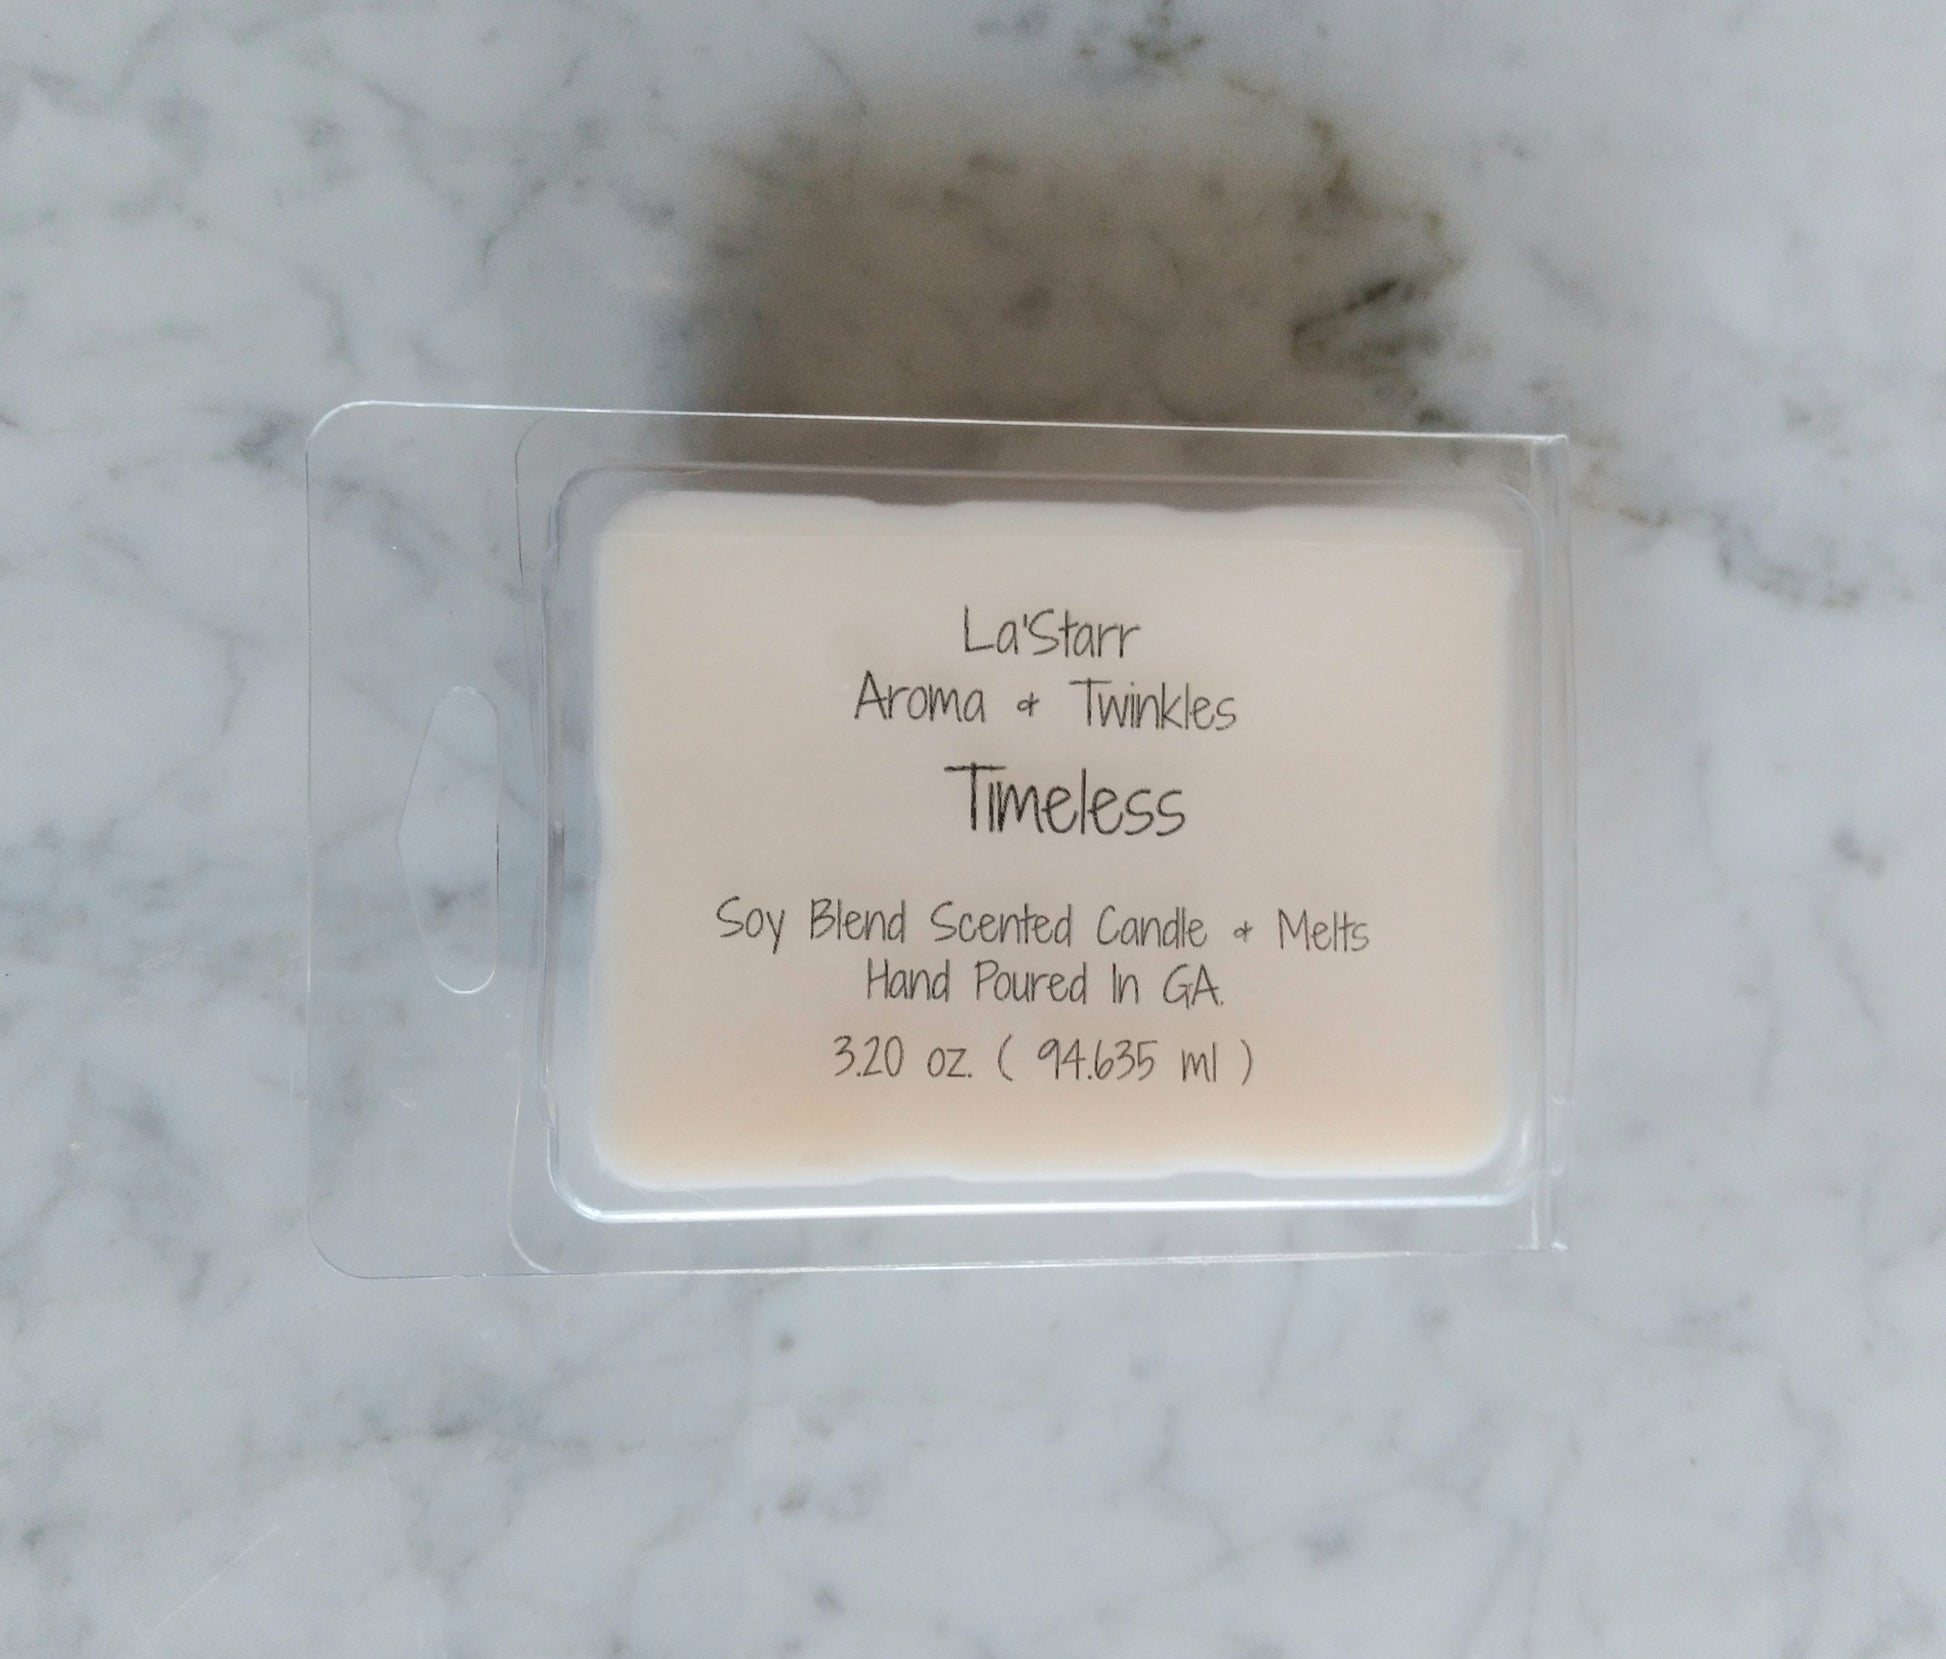 La'Starr
Aroma & Twinkles
Timeless
Soy Blend Scented Candle & Melts
Hand Poured In GA.
3.20 oz. ( 94.635 ml )